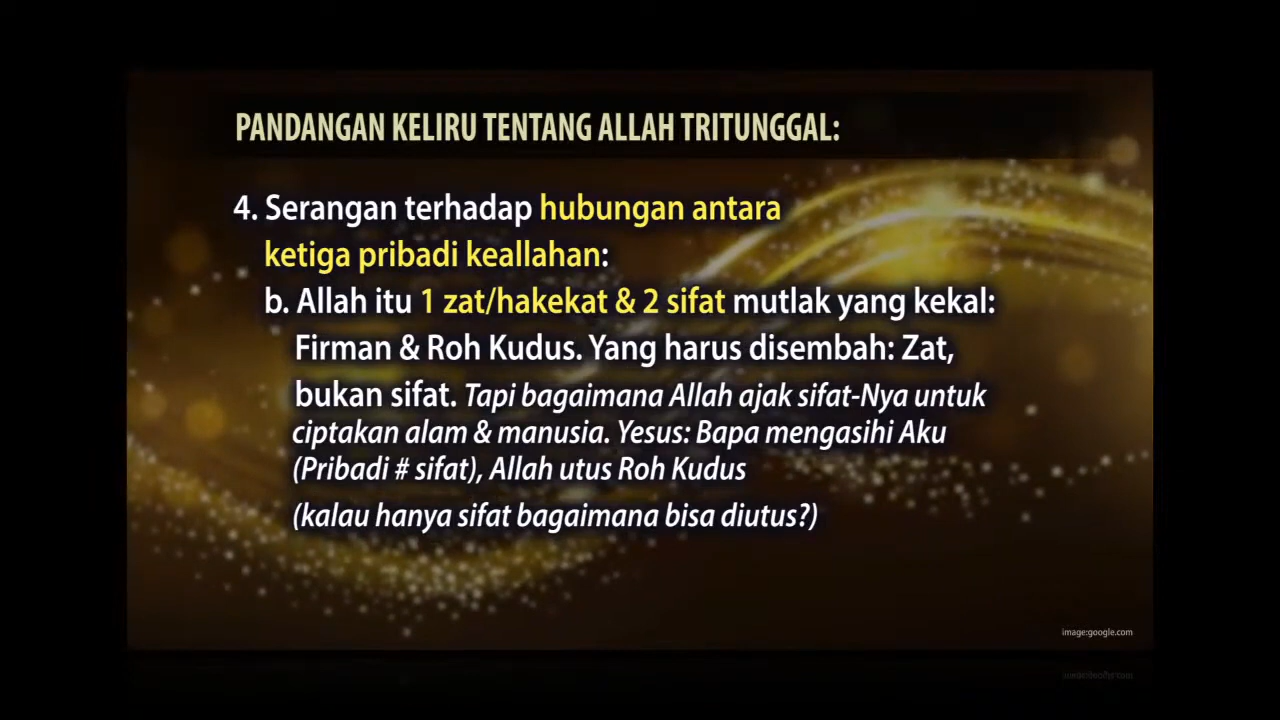 PANDANGAN KELIRU TENTANG ALLAH TRITUNGGAL:
4. Serangan terhadap hubungan antara
ketiga pribadi keallahan:
b. Allah itu 1 zat/hakekat & 2 sifat mutlak yang kekal:
Firman & Roh Kudus. Yang harus disembah: Zat,
bukan sifat. Tapi bagaimana Allah ajak sifat-Nya untuk
ciptakan alam & manusia. Yesus: Bapa mengasihi Aku
(Pribadi # sifat), Allah utus Roh Kudus
(kalau hanya sifat bagaimana bisa diutus?)
image:google.com